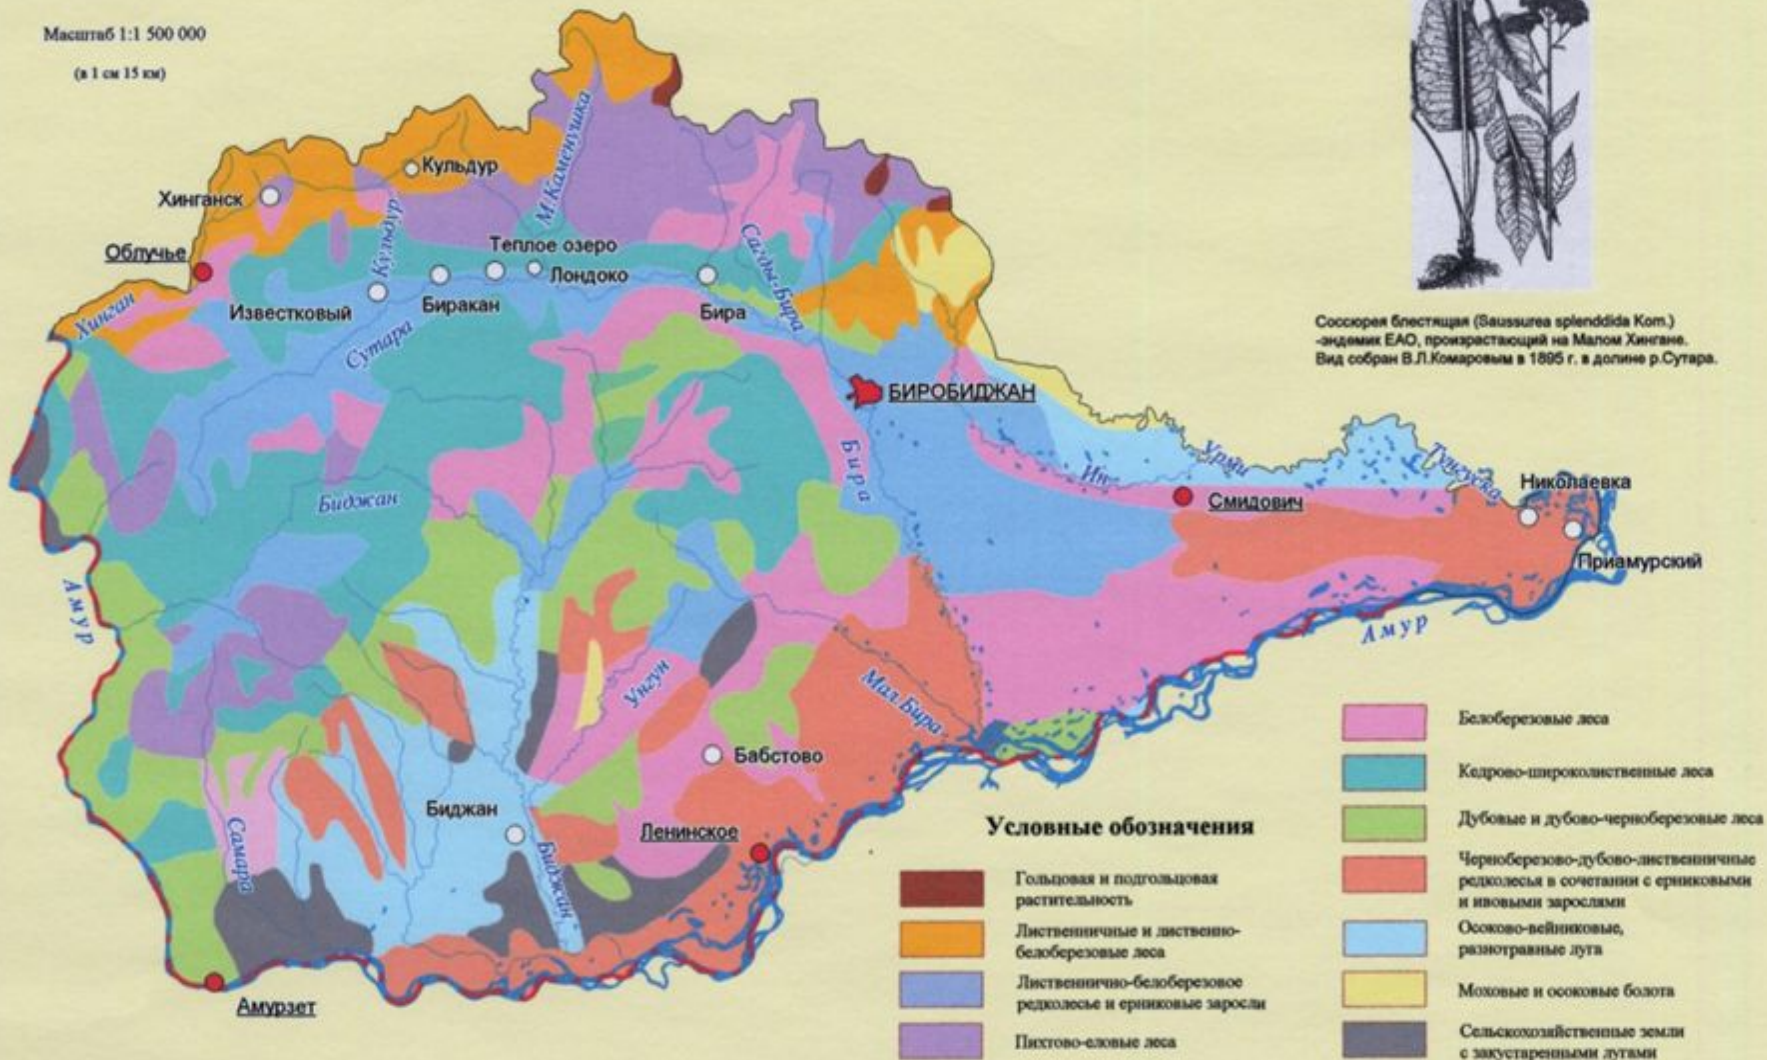 Масштаб 1:1 500 000
(в 1 см 15 км)
Соссюрея блестящая (Saussurea splenddida Kom.)
-эндемик ЕАО, произрастающий на Малом Хингане.
Вид собран В.Л.Комаровым в 1895 г. в долине р.Сутара.
Кульдур
М.Каменушка
Хинганск
Кульдур
Облучье
Теплое озеро
Сагды-Бира
Лондоко
Хинган
Известковый
Биракан
Бира
Сутара
БИРОБИДЖАН
Бира
Ин
Урми
Тунгуска
Николаевка
Смидович
Биджан
Приамурский
Амур
Амур
Унгун
Мал.Бира
Бабстово
Биджан
Ленинское
Самара
Биджан
Амурзет
Условные обозначения
Гольцовая и подгольцовая
растительность
Лиственничные и лиственно-
белоберезовые леса
Лиственнично-белоберезовое
редколесье и ерниковые заросли
Пихтово-еловые леса
Белоберезовые леса
Кедрово-широколиственные леса
Дубовые и дубово-черноберезовые леса
Черноберезово-дубово-лиственничные
редколесья в сочетании с ерниковыми
и ивовыми зарослями
Осоково-вейниковые,
разнотравные луга
Моховые и осоковые болота
Сельскохозяйственные земли
с закустаренными лугами